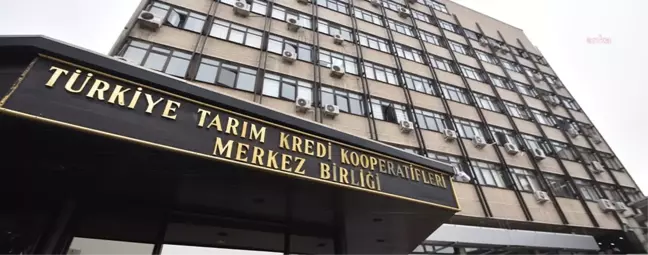 TÜRKİYE TARIM KREDİ KOOPERATİFLERİ
MERKEZ BİRLİĞİ